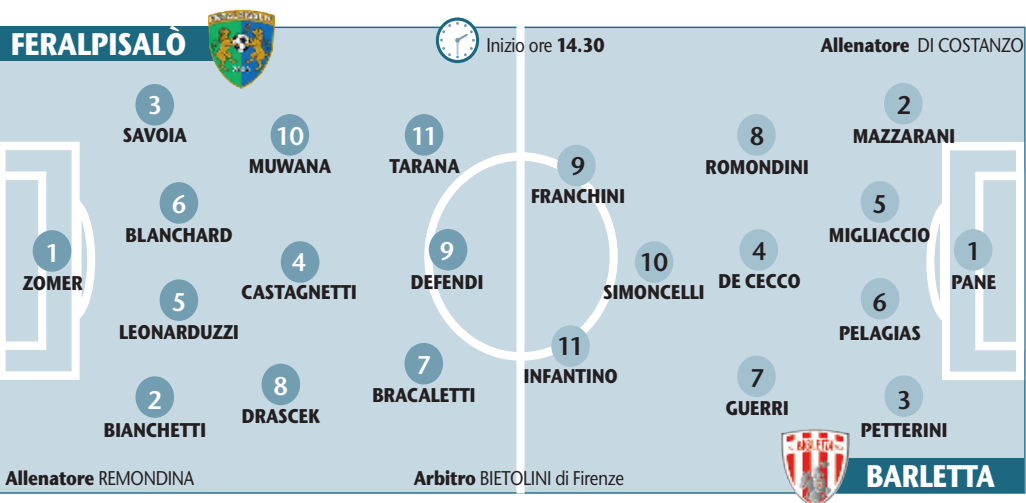 FERALPISALÒ
Inizio ore 14.30
Allenatore DI COSTANZO
3
SAVOIA
10
MUWANA
11
TARANA
6
BLANCHARD
1
ZOMER
4
CASTAGNETTI
9
DEFENDI
5
LEONARDUZZI
7
BRACALETTI
8
DRASCEK
2
BIANCHETTI
9
FRANCHINI
8
ROMONDINI
2
MAZZARANI
5
MIGLIACCIO
10
SIMONCELLI
4
DE CECCO
1
PANE
6
PELAGIAS
11
INFANTINO
7
GUERRI
3
PETTERINI
Allenatore REMONDINA
Arbitro BIETOLINI di Firenze
BARLETTA
BARLETTA